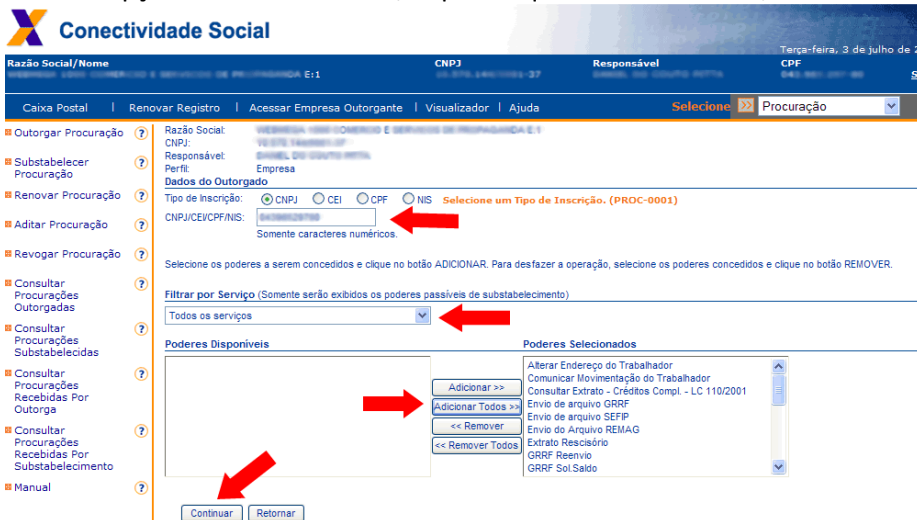 Conectividade Social
Terça-feira, 3 de julho de
Razão Social/Nome CNPJ Responsável CPF
E:1
Caixa Postal | Renovar Registro | Acessar Empresa Outorgante | Visualizador | Ajuda Selecione Procuração
Outorgar Procuração ?
Substabelecer Procuração ?
Renovar Procuração ?
Aditar Procuração ?
Revogar Procuração ?
Consultar Procurações Outorgadas ?
Consultar Procurações Substabelecidas ?
Consultar Procurações Recebidas Por Outorga ?
Consultar Procurações Recebidas Por Substabelecimento ?
Manual ?
Razão Social:
CNPJ:
Responsável:
Perfil: Empresa
Dados do Outorgado
Tipo de Inscrição: CNPJ CEI CPF NIS Selecione um Tipo de Inscrição. (PROC-0001)
CNPJ/CEI/CPF/NIS:
Somente caracteres numéricos.
Selecione os poderes a serem concedidos e clique no botão ADICIONAR. Para desfazer a operação, selecione os poderes concedidos e clique no botão REMOVER.
Filtrar por Serviço (Somente serão exibidos os poderes passíveis de substabelecimento)
Todos os serviços
Poderes Disponíveis Poderes Selecionados
Adicionar >>
Adicionar Todos >>
<< Remover
<< Remover Todos
Alterar Endereço do Trabalhador
Comunicar Movimentação do Trabalhador
Consultar Extrato - Créditos Compl. - LC 110/2001
Envio de arquivo GRRF
Envio de arquivo SEFIP
Envio do Arquivo REMAG
Extrato Rescisório
GRRF Reenvio
GRRF Sol.Saldo
Continuar Retornar